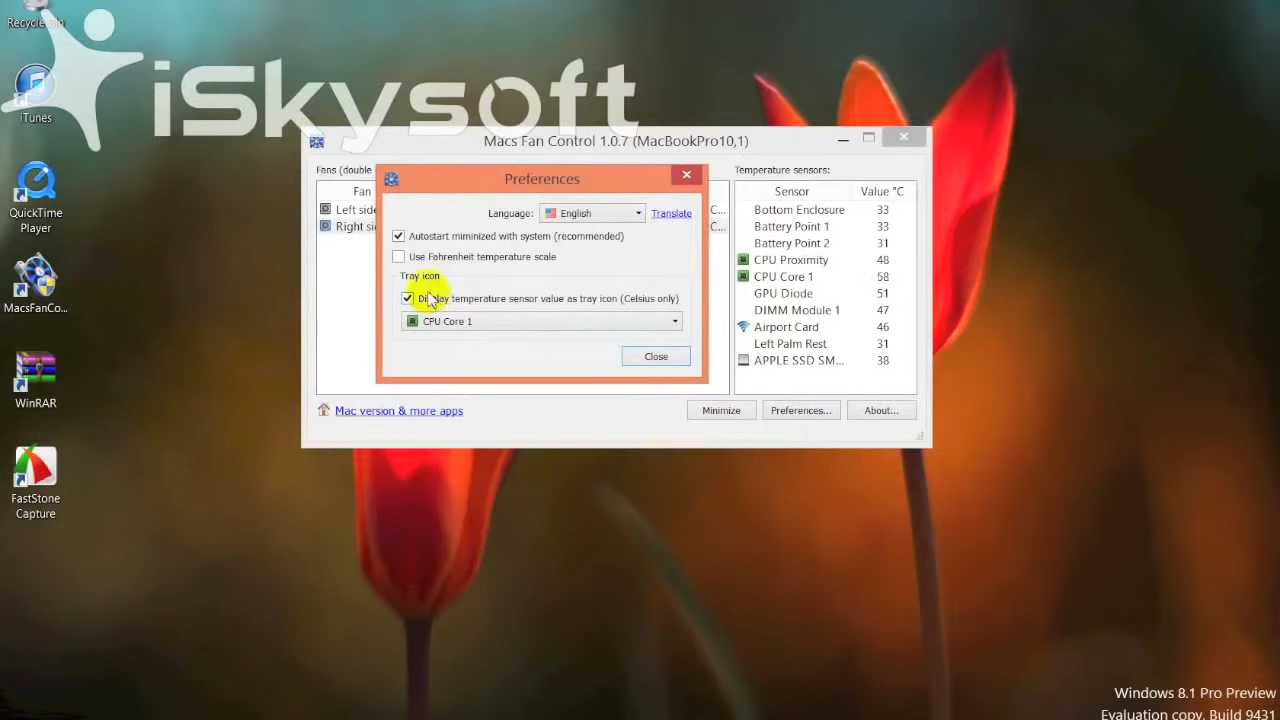 Recycle Bin
iSkysoft
iTunes
QuickTime
Player
MacsFanCo...
WinRAR
FastStone
Capture
Macs Fan Control 1.0.7 (MacBookPro10,1)
Fans (double
Fan
Left side
Right si
C...
C...
Preferences
Language:
English
Translate
Autostart miminized with system (recommended)
Use Fahrenheit temperature scale
Tray icon
Display temperature sensor value as tray icon (Celsius only)
CPU Core 1
Close
Temperature sensors:
Sensor Value °C
Bottom Enclosure 33
Battery Point 1 33
Battery Point 2 31
CPU Proximity 48
CPU Core 1 58
GPU Diode 51
DIMM Module 1 47
Airport Card 46
Left Palm Rest 31
APPLE SSD SM... 38
Mac version & more apps
Minimize
Preferences...
About...
Windows 8.1 Pro Preview
Evaluation copy. Build 9431